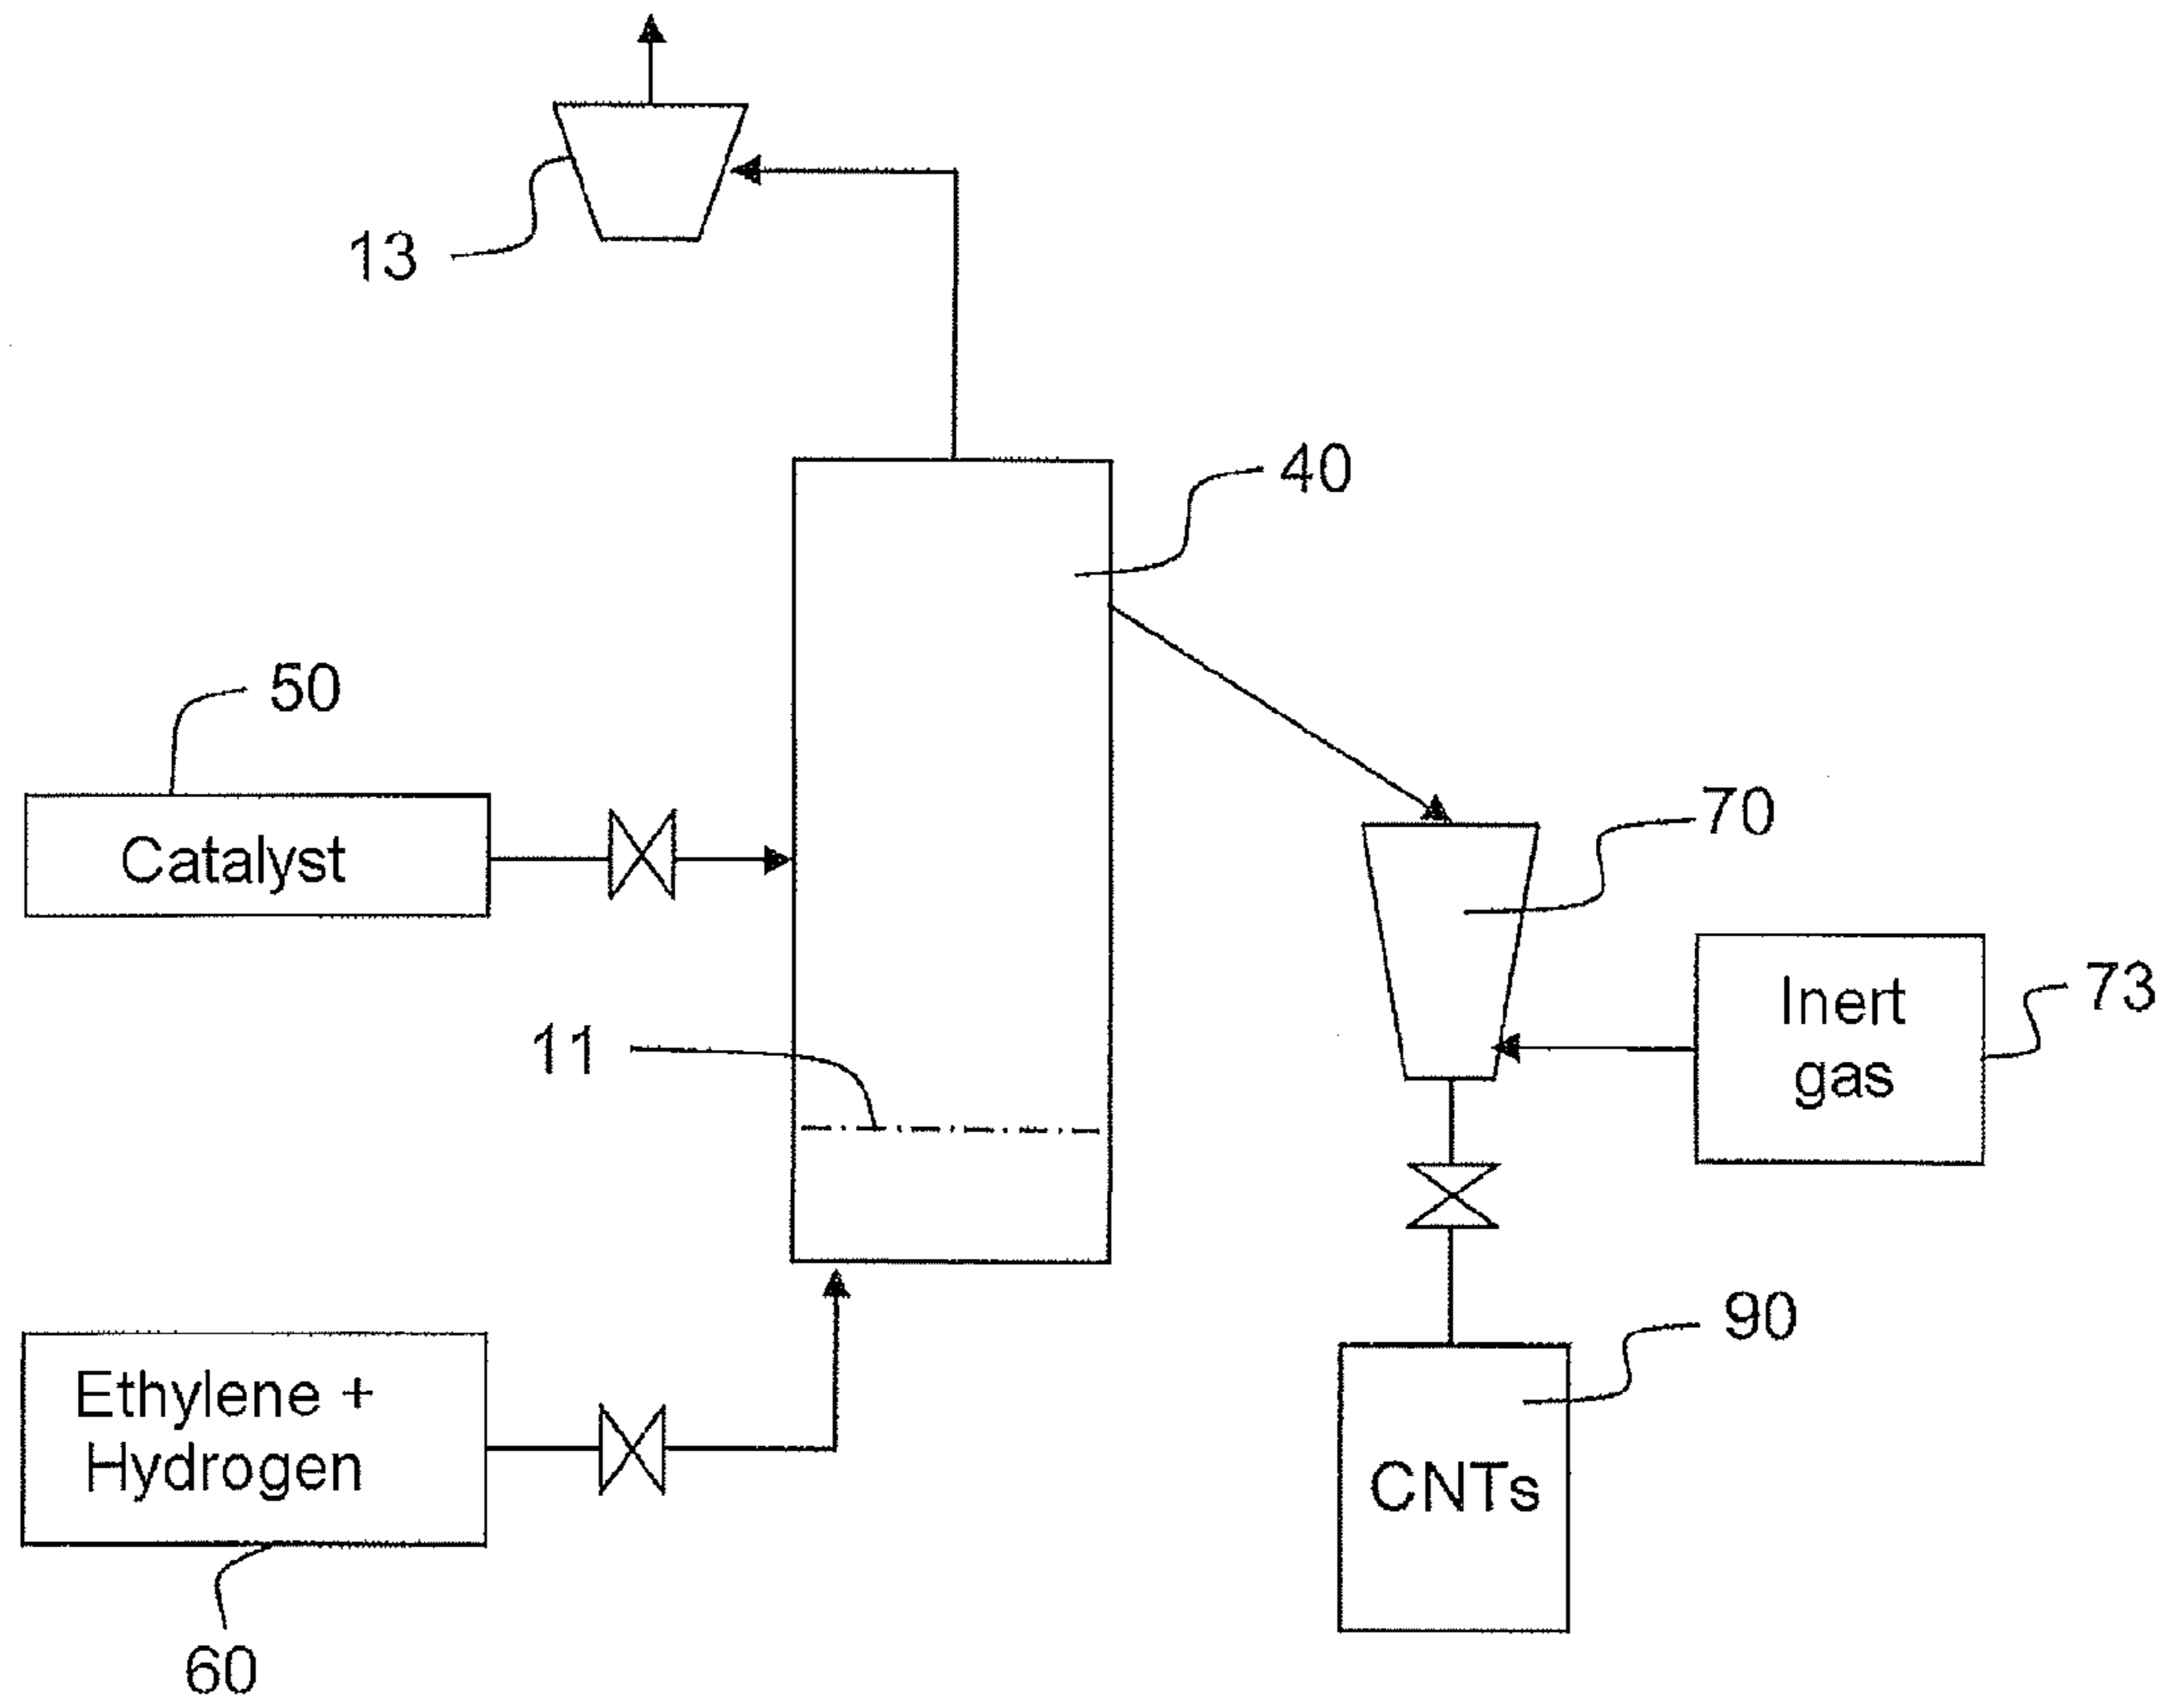 13
40
50
Catalyst
70
11
Inert
gas
73
90
Ethylene +
Hydrogen
CNTs
60